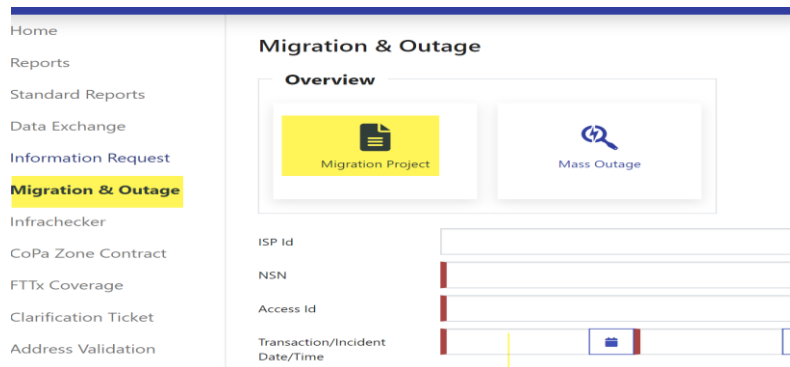 Home
Reports
Standard Reports
Data Exchange
Information Request
Migration & Outage
Infrachecker
CoPa Zone Contract
FTTx Coverage
Clarification Ticket
Address Validation
Migration & Outage
Overview
Migration Project
Mass Outage
ISP Id
NSN
Access Id
Transaction/Incident
Date/Time